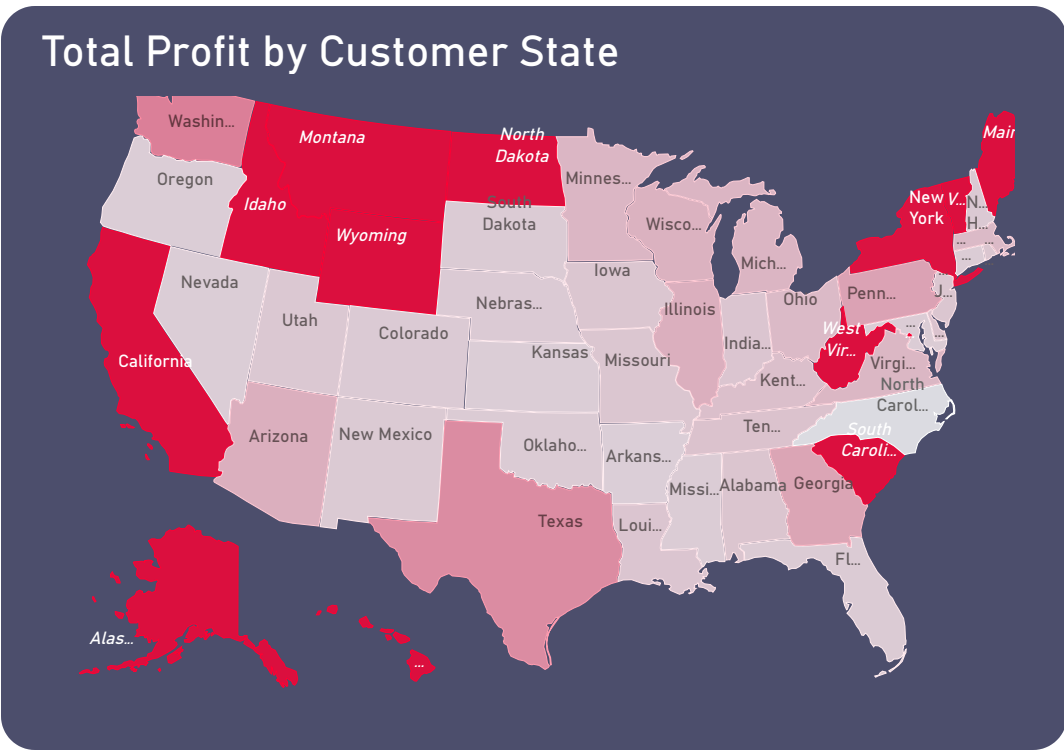 Total Profit by Customer State
Washin...
Montana
North
Dakota
Minnes...
Main
Oregon
Idaho
South
Dakota
Wisco...
New
York
V...
N...
H...
Wyoming
Mich...
...
...
...
Nevada
Iowa
Nebras...
Illinois
Ohio
Penn...
...
J...
Utah
Colorado
Kansas
Missouri
India...
West
Vir...
...
...
California
Kent...
Virgi...
North
Carol...
Arizona
New Mexico
Oklaho...
Arkans...
Ten...
South
Caroli...
Missi...
Alabama
Georgia
Texas
Loui...
Fl...
Alas...
...